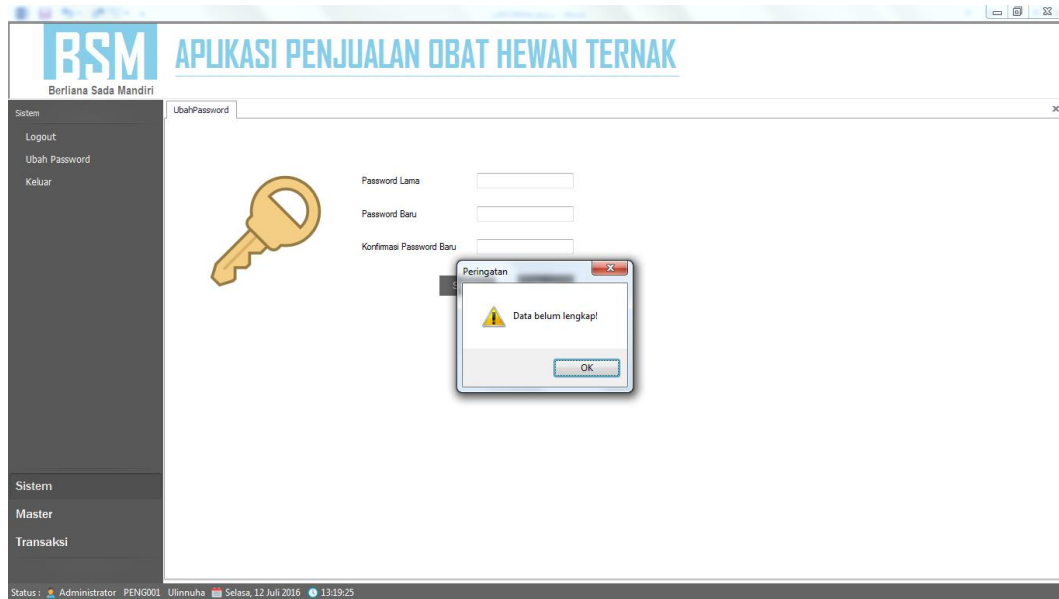 BSM
Berliana Sada Mandiri
APLIKASI PENJUALAN OBAT HEWAN TERNAK
Sistem
UbahPassword
Logout
Ubah Password
Keluar
Password Lama
Password Baru
Konfirmasi Password Baru
Peringatan
Data belum lengkap!
OK
Sistem
Master
Transaksi
Status : Administrator PENG001 Ulinnuha Selasa, 12 Juli 2016 13:19:25